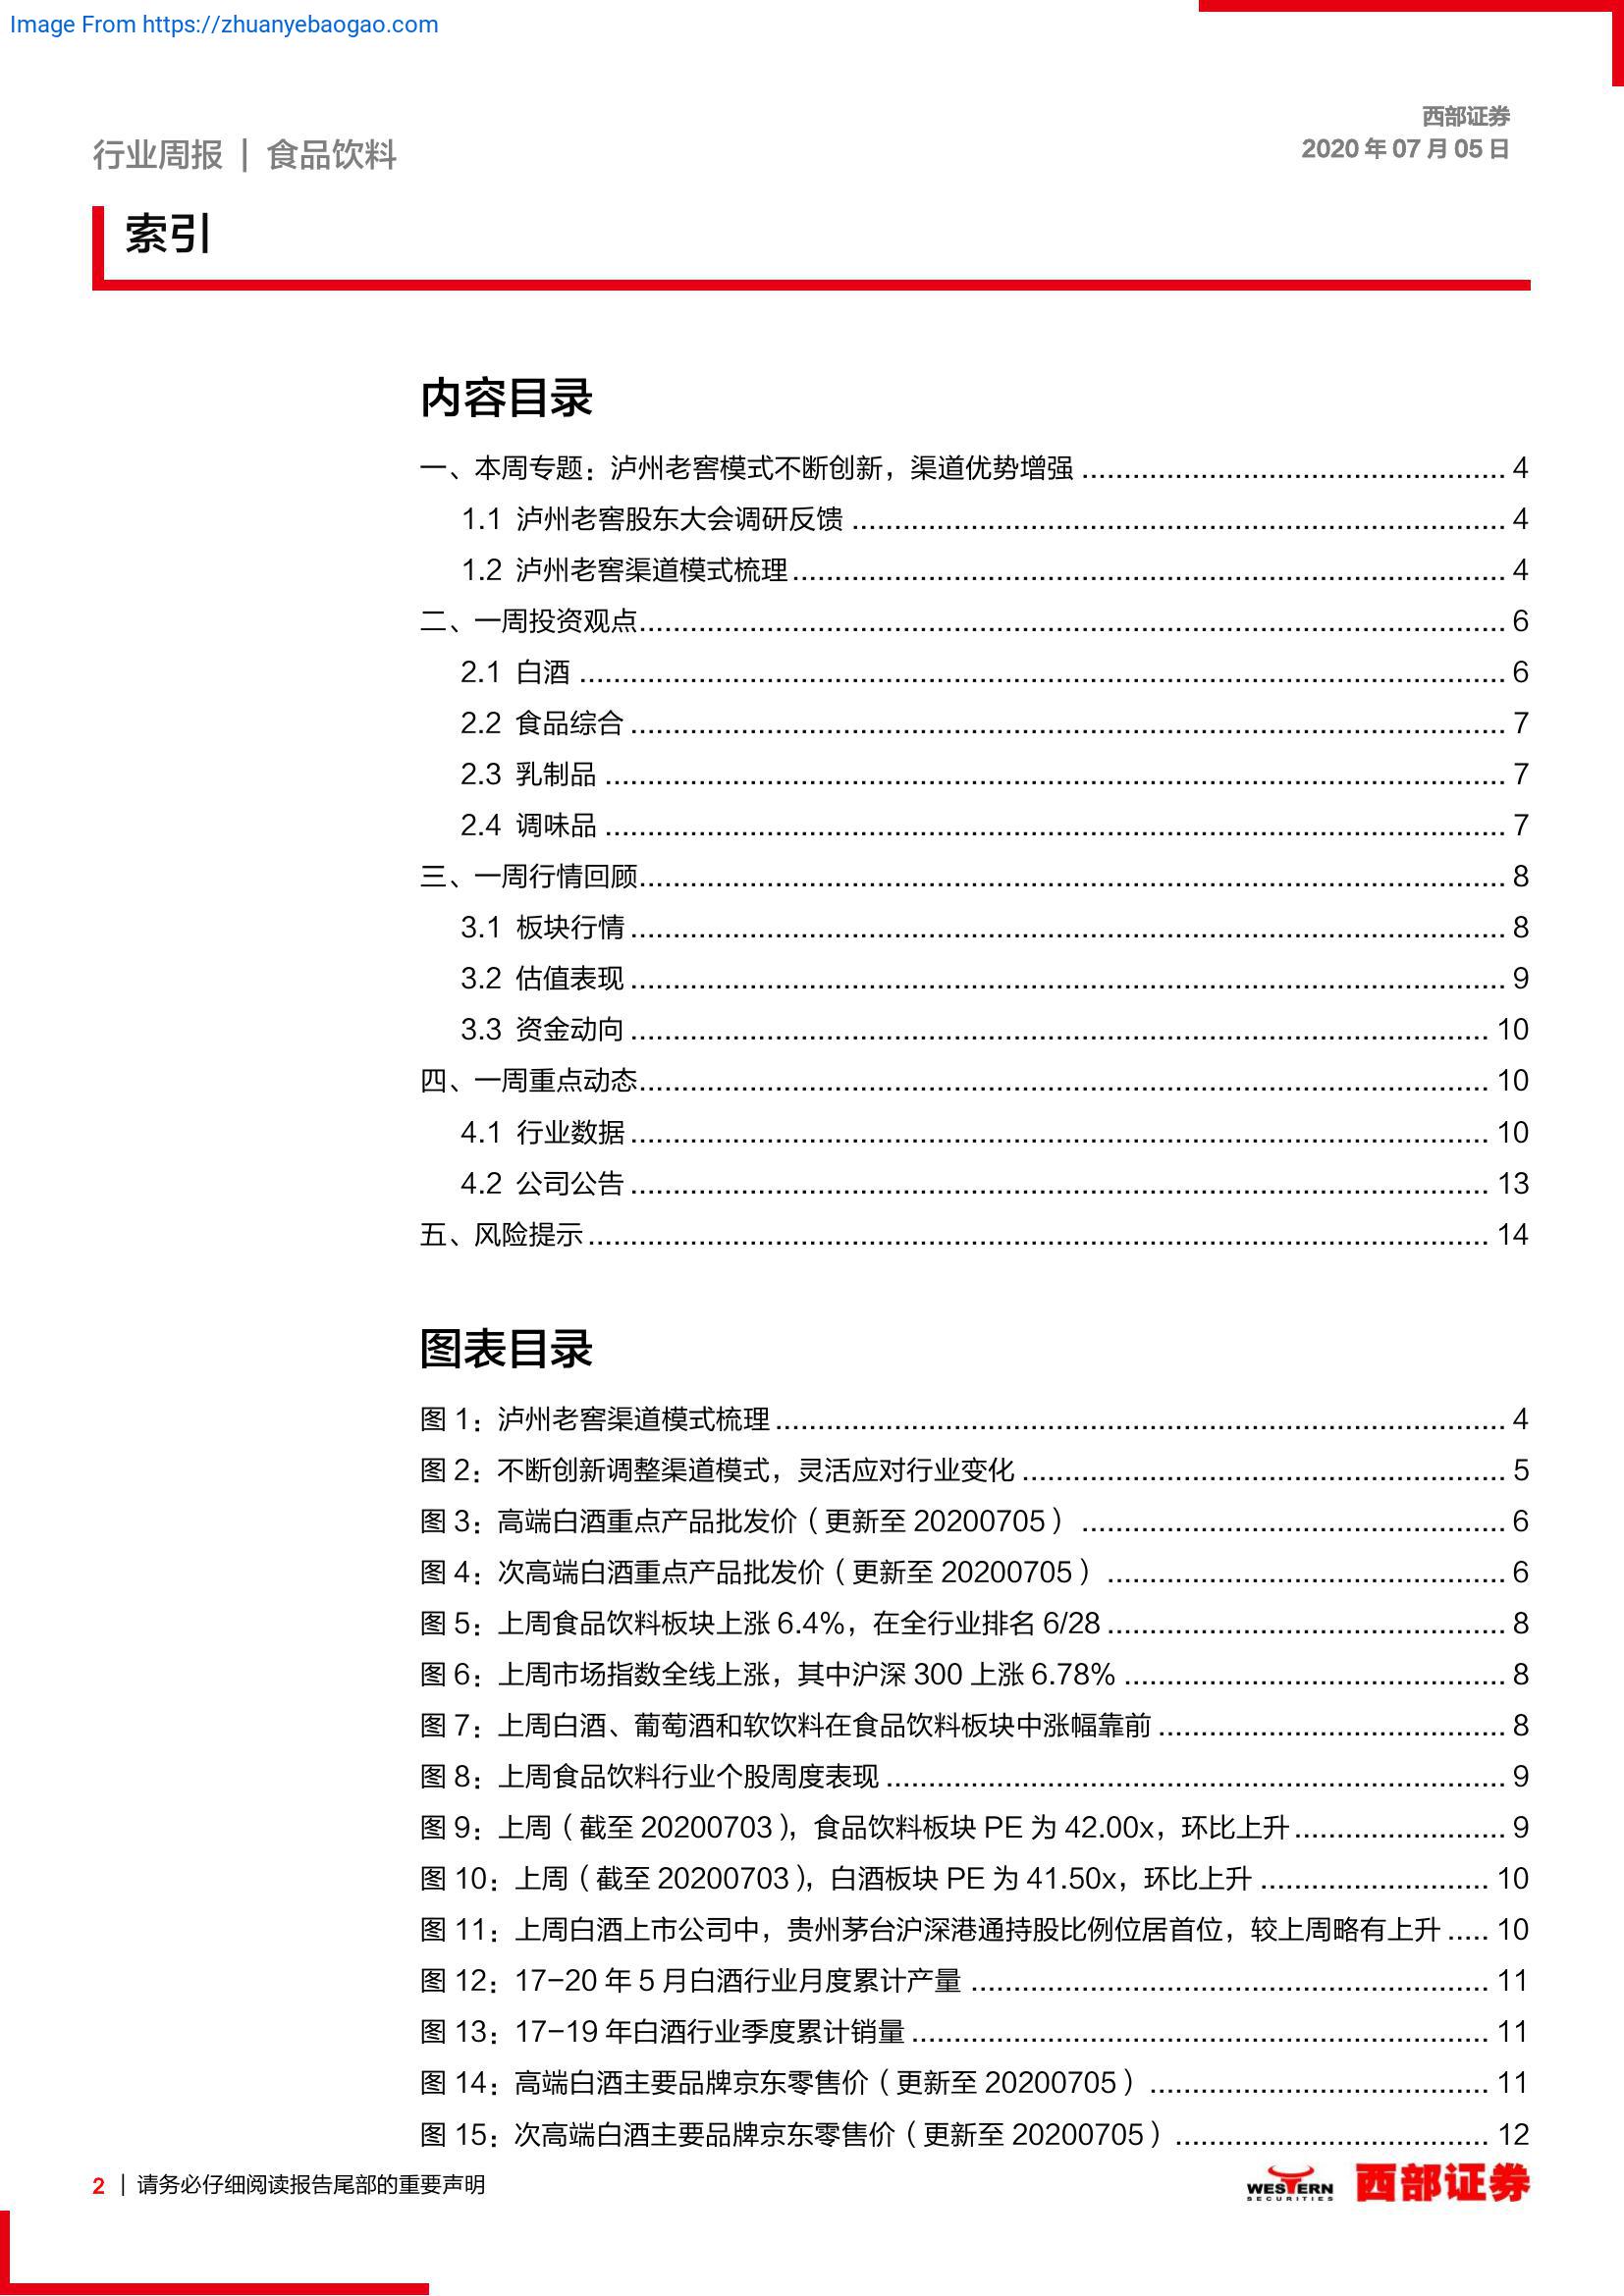 Image From https://zhuanyebaogao.com
西部证券
行业周报 | 食品饮料
2020 年 07 月 05 日
索引
内容目录
一、本周专题：泸州老窖模式不断创新，渠道优势增强 4
1.1 泸州老窖股东大会调研反馈 4
1.2 泸州老窖渠道模式梳理 4
二、一周投资观点 6
2.1 白酒 6
2.2 食品综合 7
2.3 乳制品 7
2.4 调味品 7
三、一周行情回顾 8
3.1 板块行情 8
3.2 估值表现 9
3.3 资金动向 10
四、一周重点动态 10
4.1 行业数据 10
4.2 公司公告 13
五、风险提示 14
图表目录
图 1：泸州老窖渠道模式梳理 4
图 2：不断创新调整渠道模式，灵活应对行业变化 5
图 3：高端白酒重点产品批发价（更新至 20200705） 6
图 4：次高端白酒重点产品批发价（更新至 20200705） 6
图 5：上周食品饮料板块上涨 6.4%，在全行业排名 6/28 8
图 6：上周市场指数全线上涨，其中沪深 300 上涨 6.78% 8
图 7：上周白酒、葡萄酒和软饮料在食品饮料板块中涨幅靠前 8
图 8：上周食品饮料行业个股周度表现 9
图 9：上周（截至 20200703），食品饮料板块 PE 为 42.00x，环比上升 9
图 10：上周（截至 20200703），白酒板块 PE 为 41.50x，环比上升 10
图 11：上周白酒上市公司中，贵州茅台沪深港通持股比例位居首位，较上周略有上升 10
图 12：17-20 年 5 月白酒行业月度累计产量 11
图 13：17-19 年白酒行业季度累计销量 11
图 14：高端白酒主要品牌京东零售价（更新至 20200705） 11
图 15：次高端白酒主要品牌京东零售价（更新至 20200705） 12
2 | 请务必仔细阅读报告尾部的重要声明
WESTERN SECURITIES 西部证券